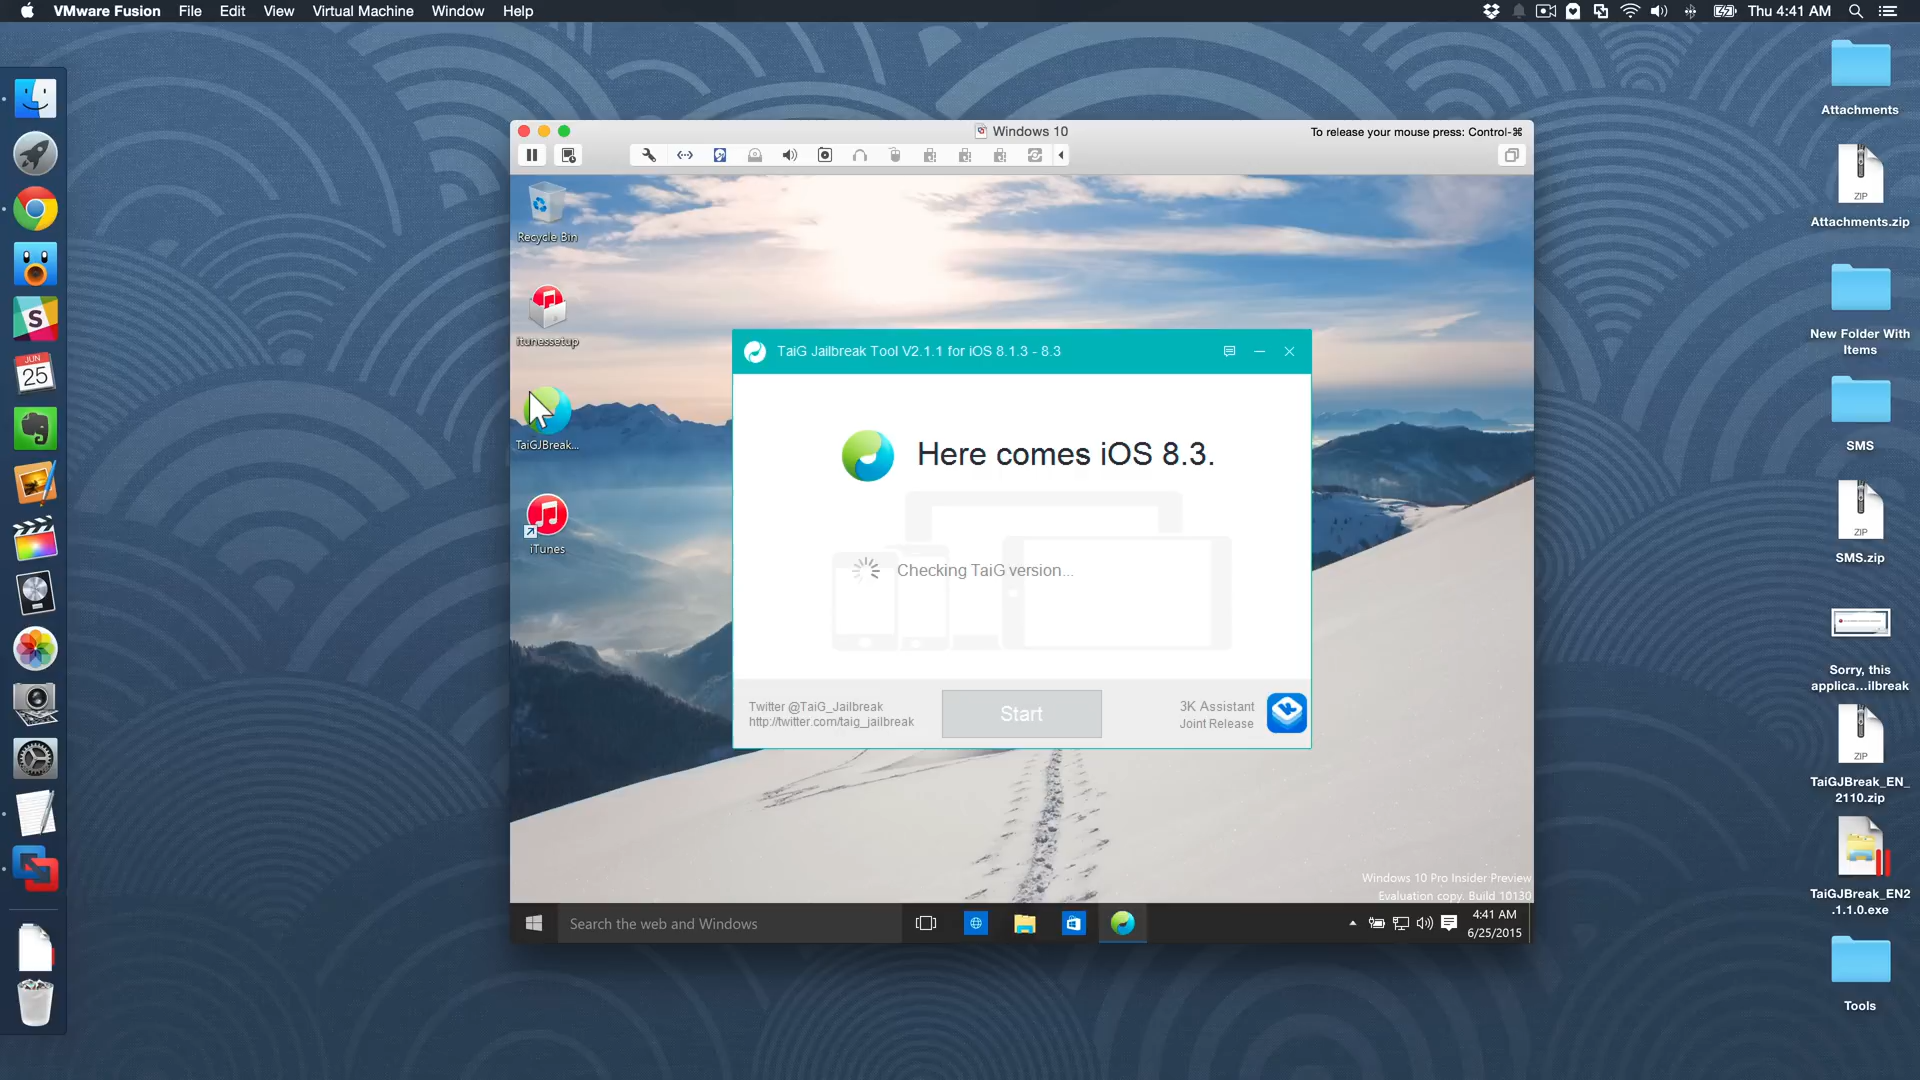 VMware Fusion File Edit View Virtual Machine Window Help
Thu 4:41 AM
Windows 10
To release your mouse press: Control-⌘
Recycle Bin
itunessetup
TaiGJBreak...
iTunes
TaiG Jailbreak Tool V2.1.1 for iOS 8.1.3 - 8.3
Here comes iOS 8.3.
Checking TaiG version...
Twitter @TaiG_Jailbreak
http://twitter.com/taig_jailbreak
Start
3K Assistant
Joint Release
Windows 10 Pro Insider Preview
Evaluation copy. Build 10130
Search the web and Windows
4:41 AM
6/25/2015
S
JUN
25
Attachments
ZIP
Attachments.zip
New Folder With
Items
SMS
ZIP
SMS.zip
Sorry, this
applica...ilbreak
ZIP
TaiGJBreak_EN_
2110.zip
TaiGJBreak_EN2
.1.1.0.exe
Tools